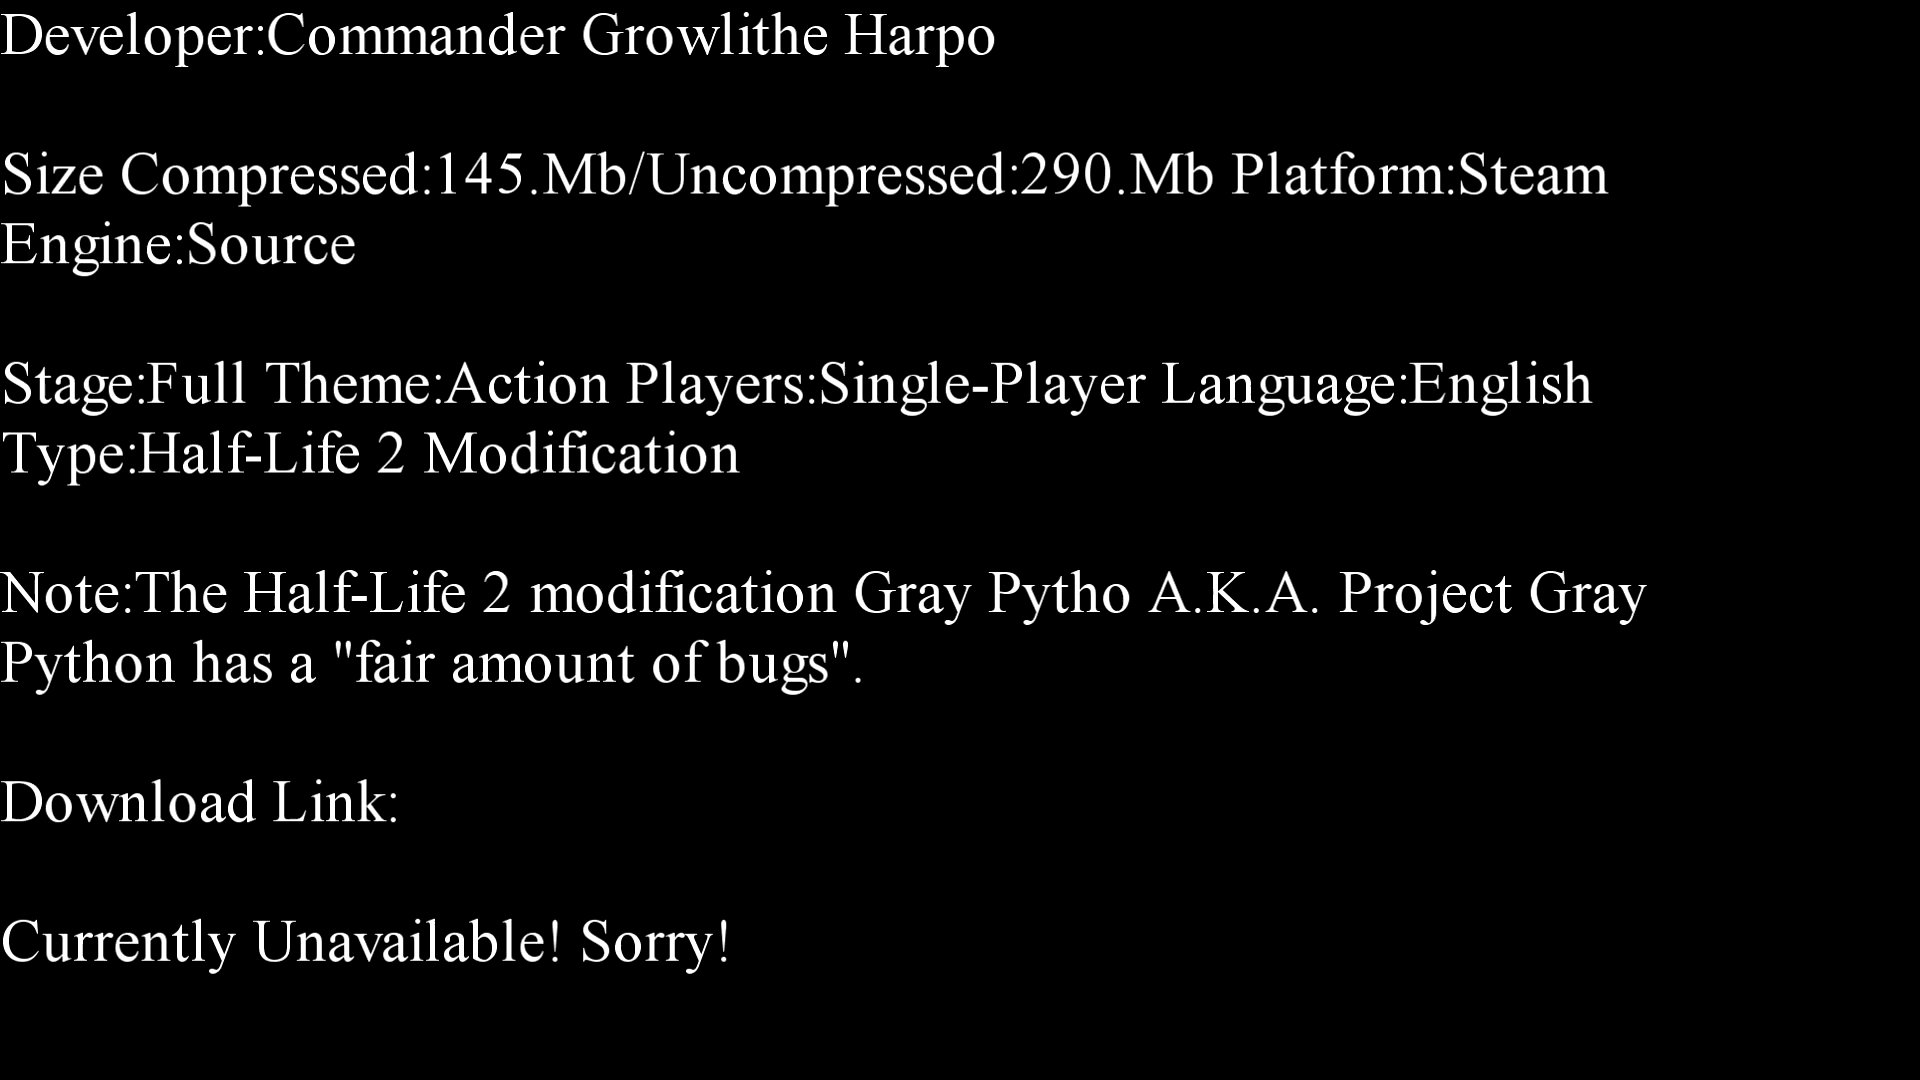 Developer:Commander Growlithe Harpo
Size Compressed:145.Mb/Uncompressed:290.Mb Platform:Steam
Engine:Source
Stage:Full Theme:Action Players:Single-Player Language:English
Type:Half-Life 2 Modification
Note:The Half-Life 2 modification Gray Pytho A.K.A. Project Gray
Python has a "fair amount of bugs".
Download Link:
Currently Unavailable! Sorry!